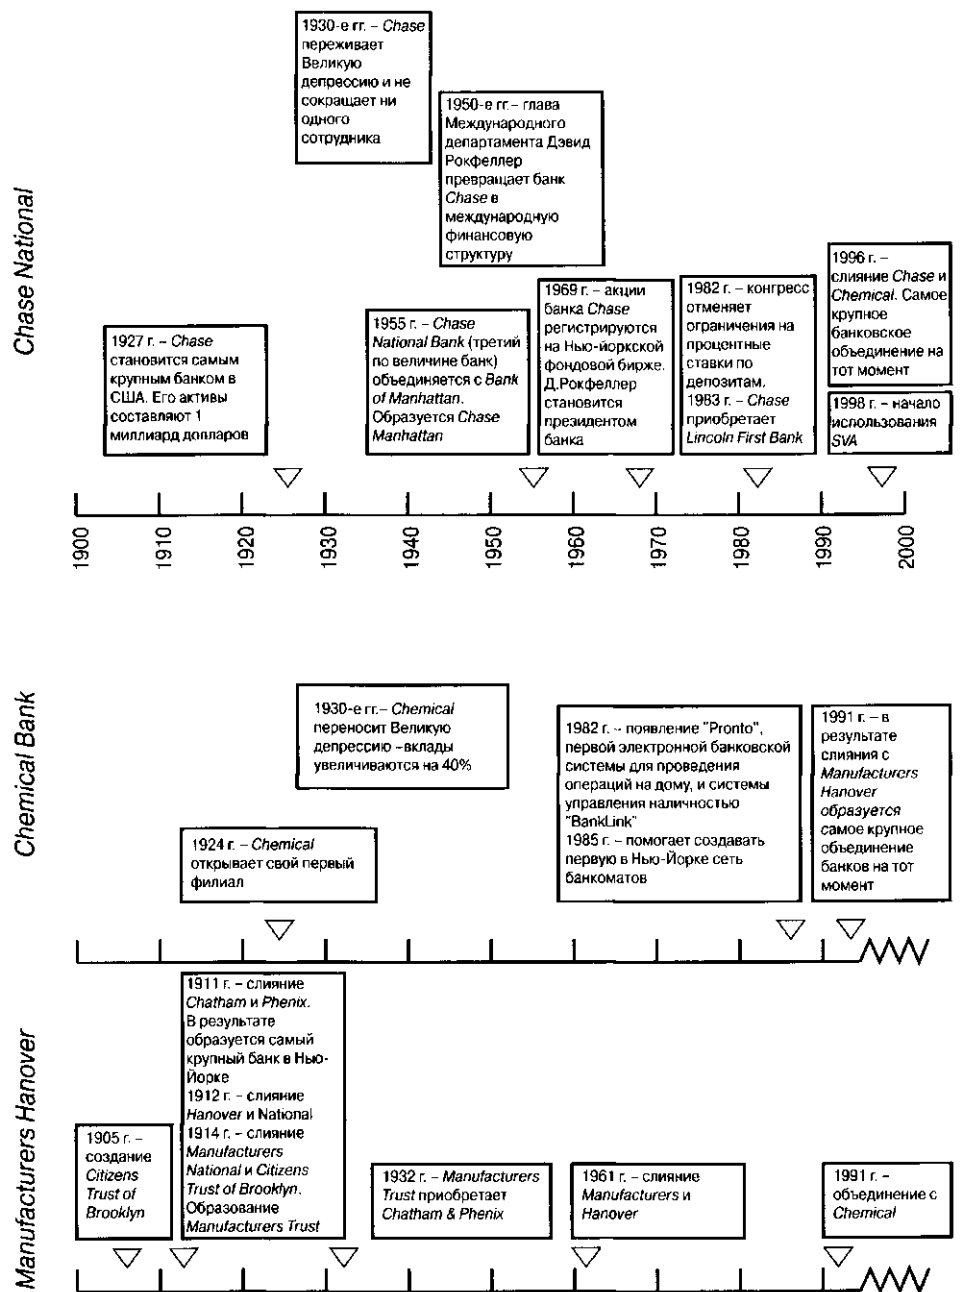 Chase National
1930-е гг. – Chase
переживает
Великую
депрессию и не
сокращает ни
одного
сотрудника
1950-е гг. – глава
Международного
департамента Дэвид
Рокфеллер
превращает банк
Chase в
международную
финансовую
структуру
1927 г. – Chase
становится самым
крупным банком в
США. Его активы
составляют 1
миллиард долларов
1955 г. – Chase
National Bank (третий
по величине банк)
объединяется с Bank
of Manhattan.
Образуется Chase
Manhattan
1969 г. – акции
банка Chase
регистрируются
на Нью-йоркской
фондовой бирже.
Д.Рокфеллер
становится
президентом
банка
1982 г. – конгресс
отменяет
ограничения на
процентные
ставки по
депозитам.
1983 г. – Chase
приобретает
Lincoln First Bank
1996 г. –
слияние Chase и
Chemical. Самое
крупное
банковское
объединение на
тот момент
1998 г. – начало
использования
SVA
1900
1910
1920
1930
1940
1950
1960
1970
1980
1990
2000
Chemical Bank
1930-е гг. – Chemical
переносит Великую
депрессию – вклады
увеличиваются на 40%
1924 г. – Chemical
открывает свой первый
филиал
1982 г. – появление "Pronto",
первой электронной банковской
системы для проведения
операций на дому, и системы
управления наличностью
"BankLink"
1985 г. – помогает создавать
первую в Нью-Йорке сеть
банкоматов
1991 г. – в
результате
слияния с
Manufacturers
Hanover
образуется
самое крупное
объединение
банков на тот
момент
Manufacturers Hanover
1905 г. –
создание
Citizens
Trust of
Brooklyn
1911 г. – слияние
Chatham и Phenix.
В результате
образуется самый
крупный банк в Нью-
Йорке
1912 г. – слияние
Hanover и National
1914 г. – слияние
Manufacturers
National и Citizens
Trust of Brooklyn.
Образование
Manufacturers Trust
1932 г. – Manufacturers
Trust приобретает
Chatham & Phenix
1961 г. – слияние
Manufacturers и
Hanover
1991 г. –
объединение с
Chemical